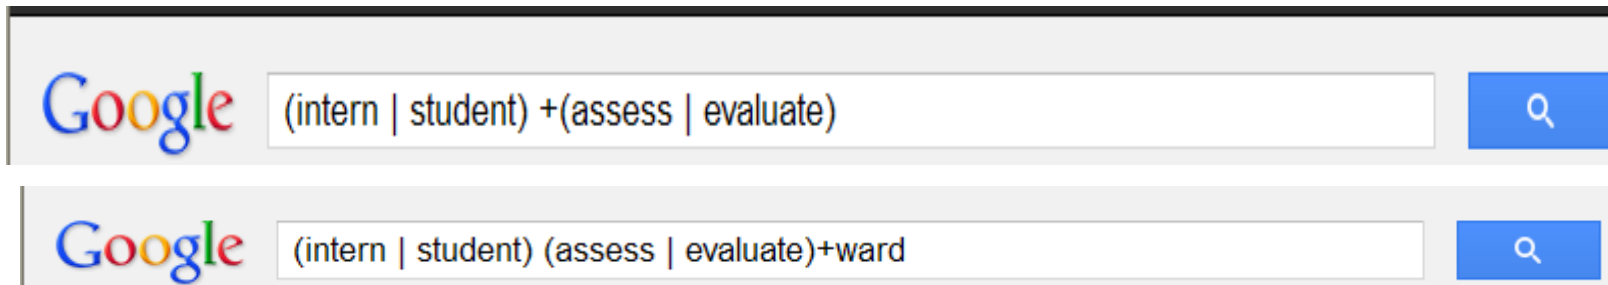 Google (intern | student) +(assess | evaluate)
Google (intern | student) (assess | evaluate)+ward